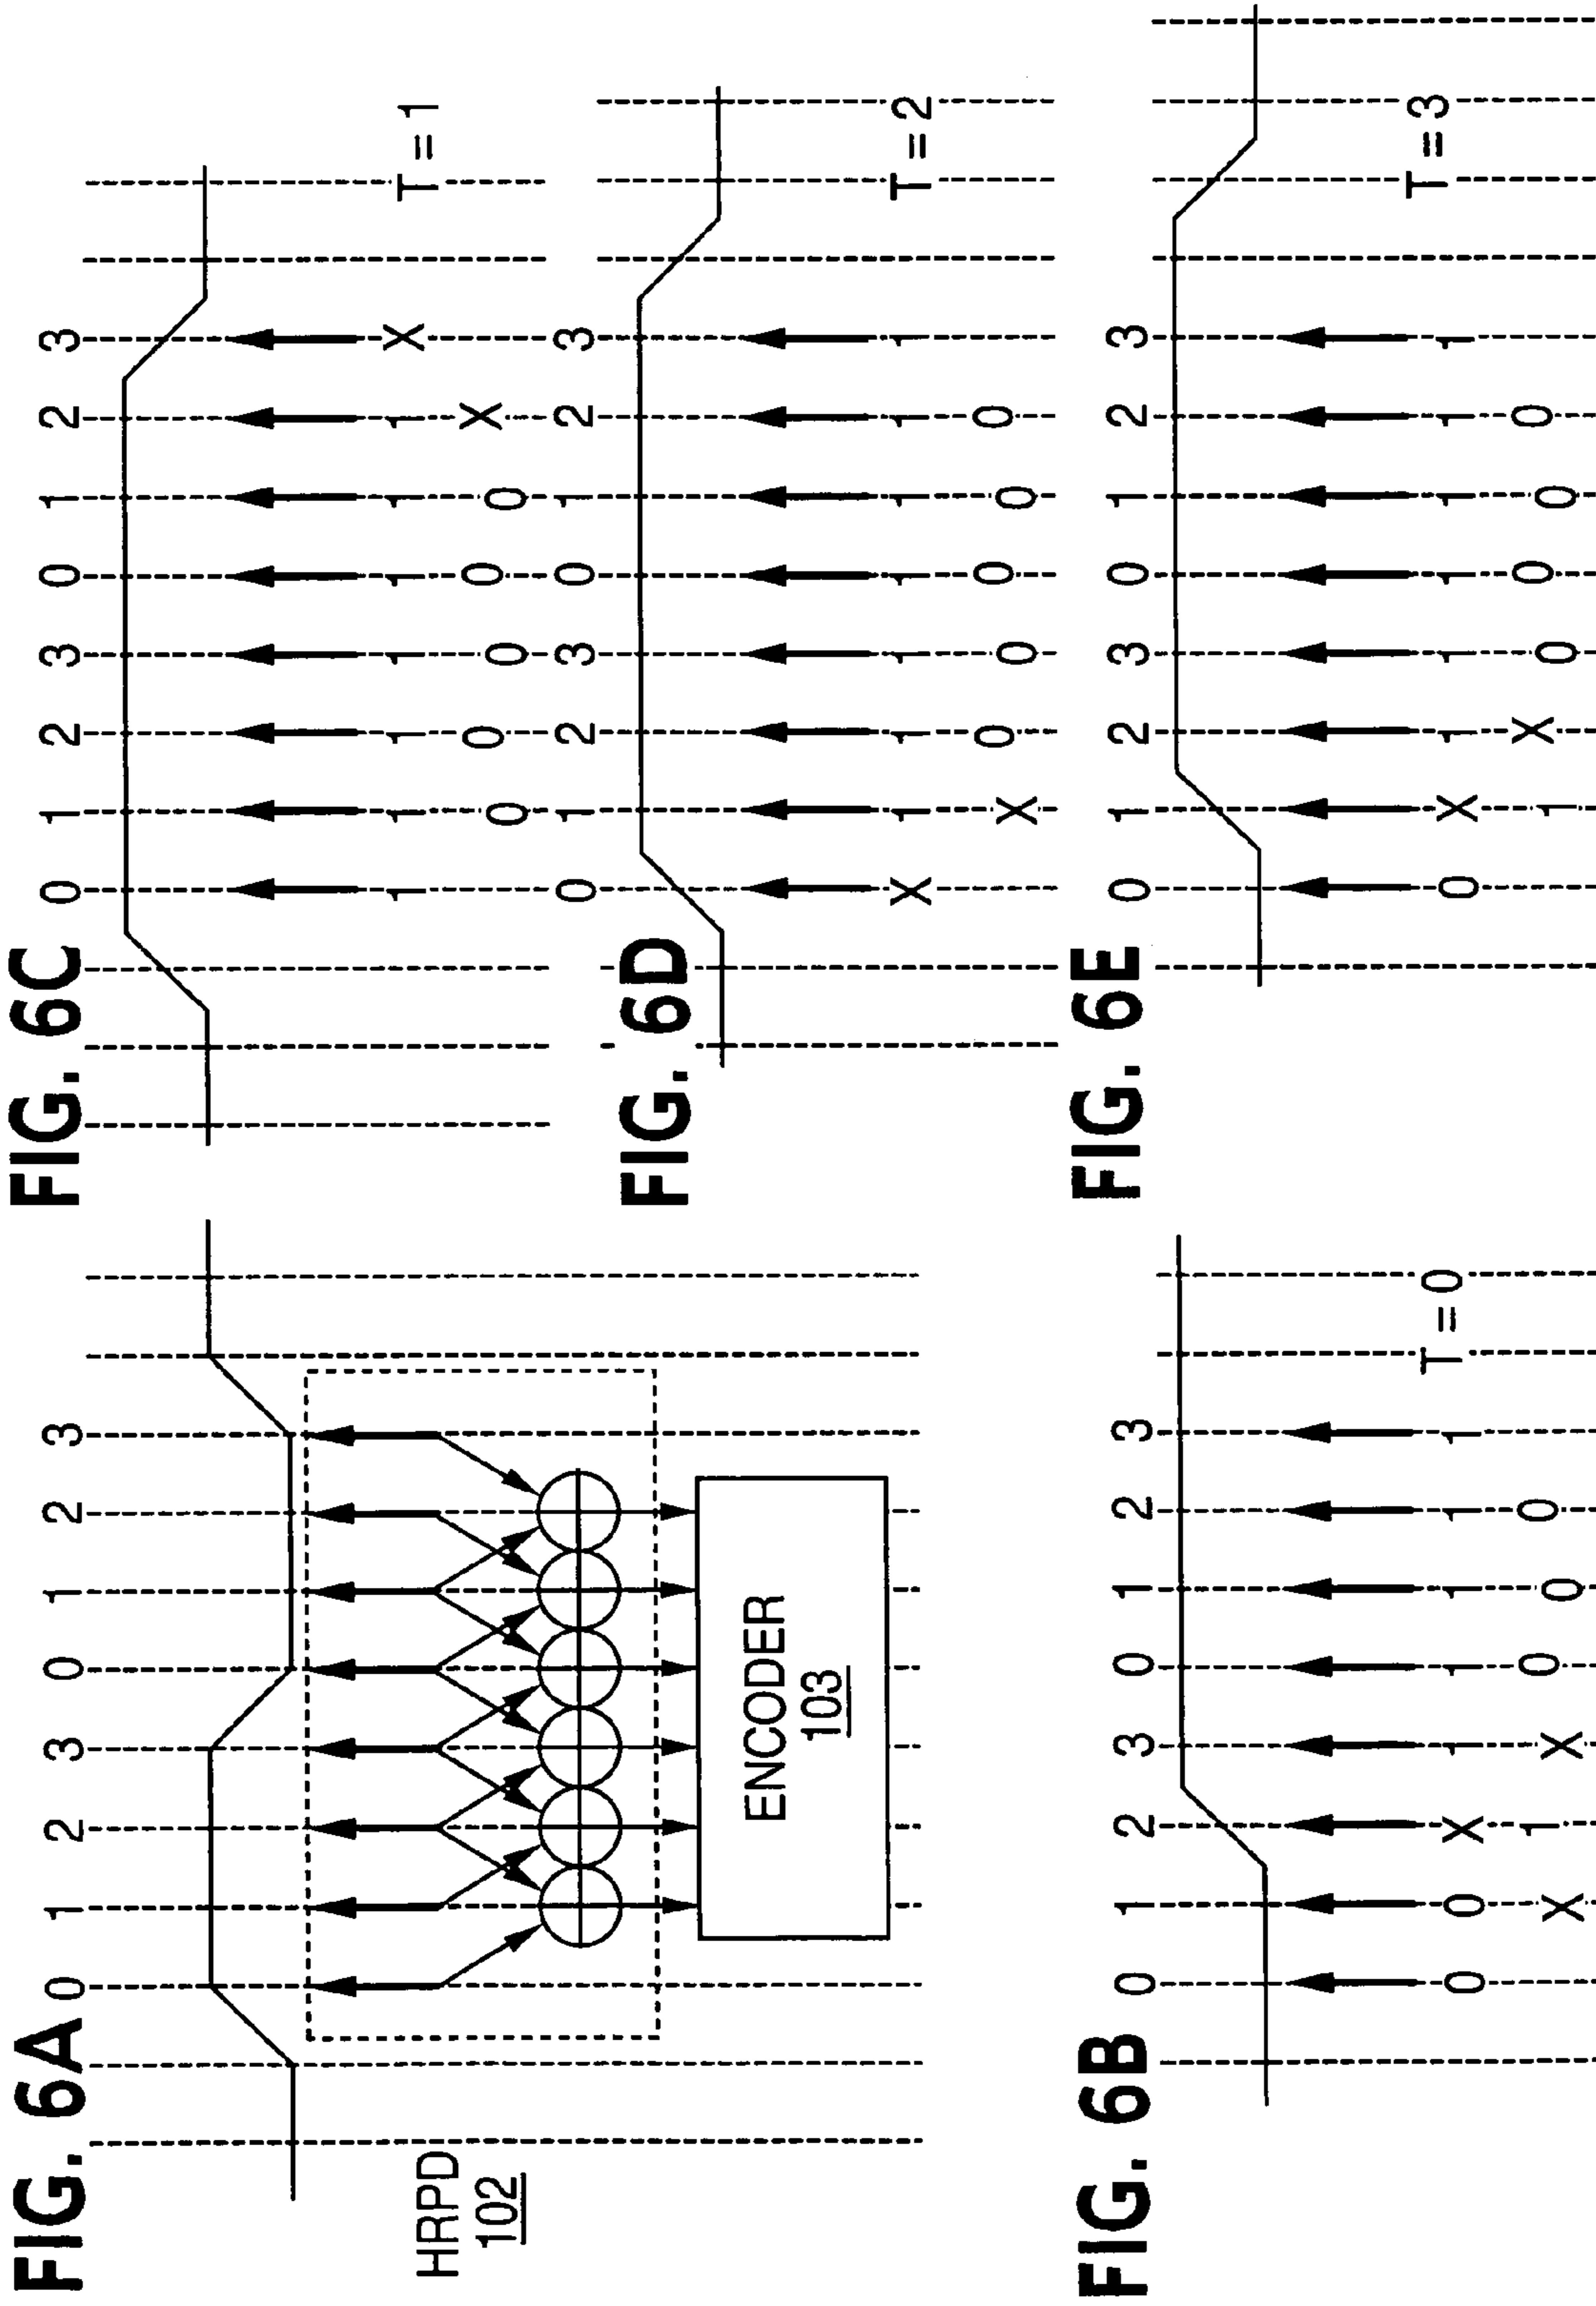 FIG. 6A
0 1 2 3 0 1 2 3
HRPD
102
ENCODER
103
FIG. 6B
0 1 2 3 0 1 2 3
0 0 X 1 1 1 1 1 T=0
X 1 X 0 0 0
FIG. 6C
0 1 2 3 0 1 2 3
1 1 1 1 1 1 1 X T=1
0 0 0 0 0 X
FIG. 6D
0 1 2 3 0 1 2 3
X 1 1 1 1 1 1 1 T=2
X 0 0 0 0 0
FIG. 6E
0 1 2 3 0 1 2 3
0 X 1 1 1 1 1 1 T=3
1 X 0 0 0 0